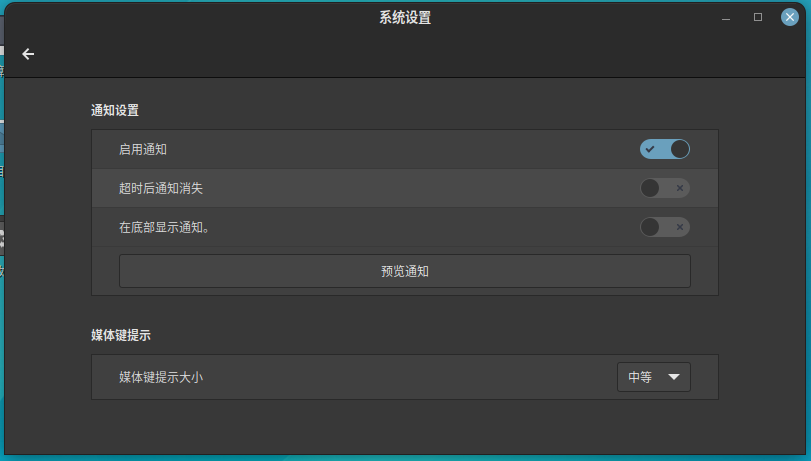 系统设置
通知设置
启用通知
超时后通知消失
在底部显示通知。
预览通知
媒体键提示
媒体键提示大小
中等